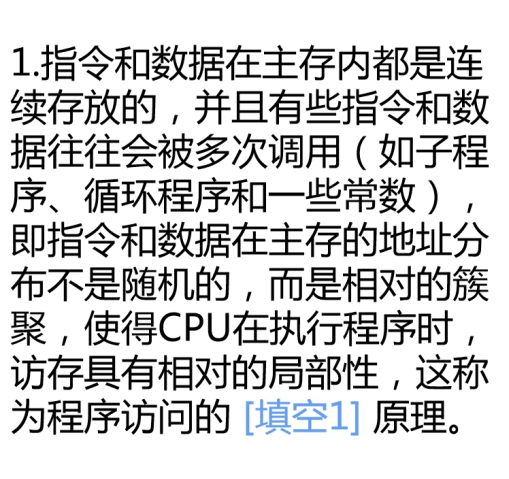 1.指令和数据在主存内都是连
续存放的，并且有些指令和数
据往往会被多次调用（如子程
序、循环程序和一些常数），
即指令和数据在主存的地址分
布不是随机的，而是相对的簇
聚，使得CPU在执行程序时，
访存具有相对的局部性，这称
为程序访问的 [填空1] 原理。